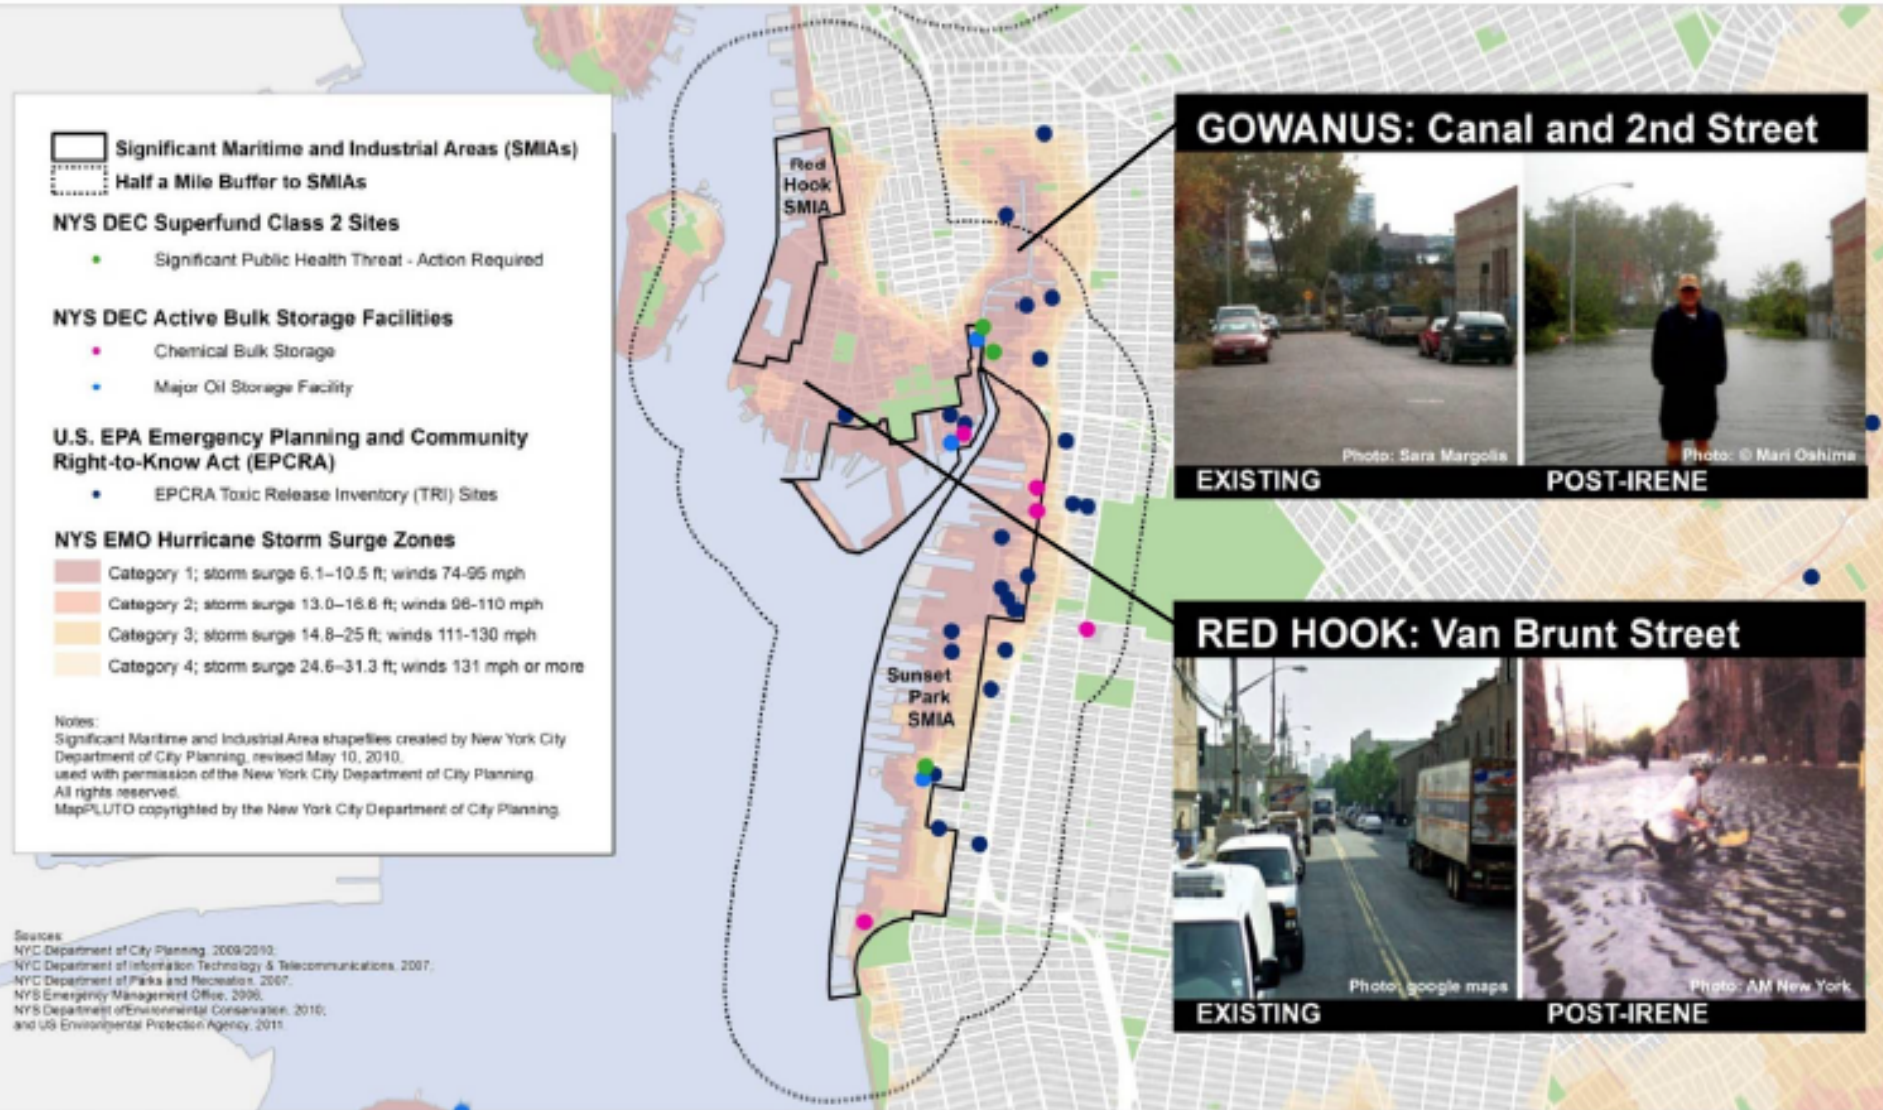 Significant Maritime and Industrial Areas (SMIAs)
Half a Mile Buffer to SMIAs
NYS DEC Superfund Class 2 Sites
Significant Public Health Threat - Action Required
NYS DEC Active Bulk Storage Facilities
Chemical Bulk Storage
Major Oil Storage Facility
U.S. EPA Emergency Planning and Community
Right-to-Know Act (EPCRA)
EPCRA Toxic Release Inventory (TRI) Sites
NYS EMO Hurricane Storm Surge Zones
Category 1; storm surge 6.1–10.5 ft; winds 74-95 mph
Category 2; storm surge 13.0–16.6 ft; winds 96-110 mph
Category 3; storm surge 14.8–25 ft; winds 111-130 mph
Category 4; storm surge 24.6–31.3 ft; winds 131 mph or more
Notes:
Significant Maritime and Industrial Area shapefiles created by New York City
Department of City Planning, revised May 10, 2010,
used with permission of the New York City Department of City Planning.
All rights reserved.
MapPLUTO copyrighted by the New York City Department of City Planning.
Sources:
NYC Department of City Planning, 2009/2010;
NYC Department of Information Technology & Telecommunications, 2007;
NYC Department of Parks and Recreation, 2007;
NYS Emergency Management Office, 2006;
NYS Department of Environmental Conservation, 2010;
and US Environmental Protection Agency, 2011
Red
Hook
SMIA
Sunset
Park
SMIA
GOWANUS: Canal and 2nd Street
Photo: Sara Margolis
Photo: © Mari Oshima
EXISTING
POST-IRENE
RED HOOK: Van Brunt Street
Photo: google maps
Photo: AM New York
EXISTING
POST-IRENE